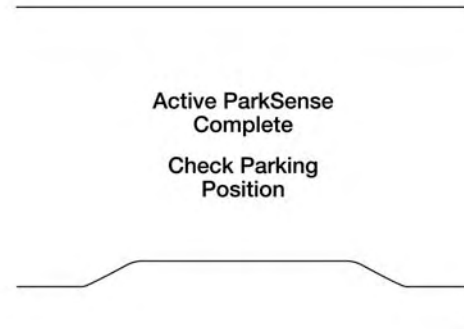 Active ParkSense
Complete
Check Parking
Position